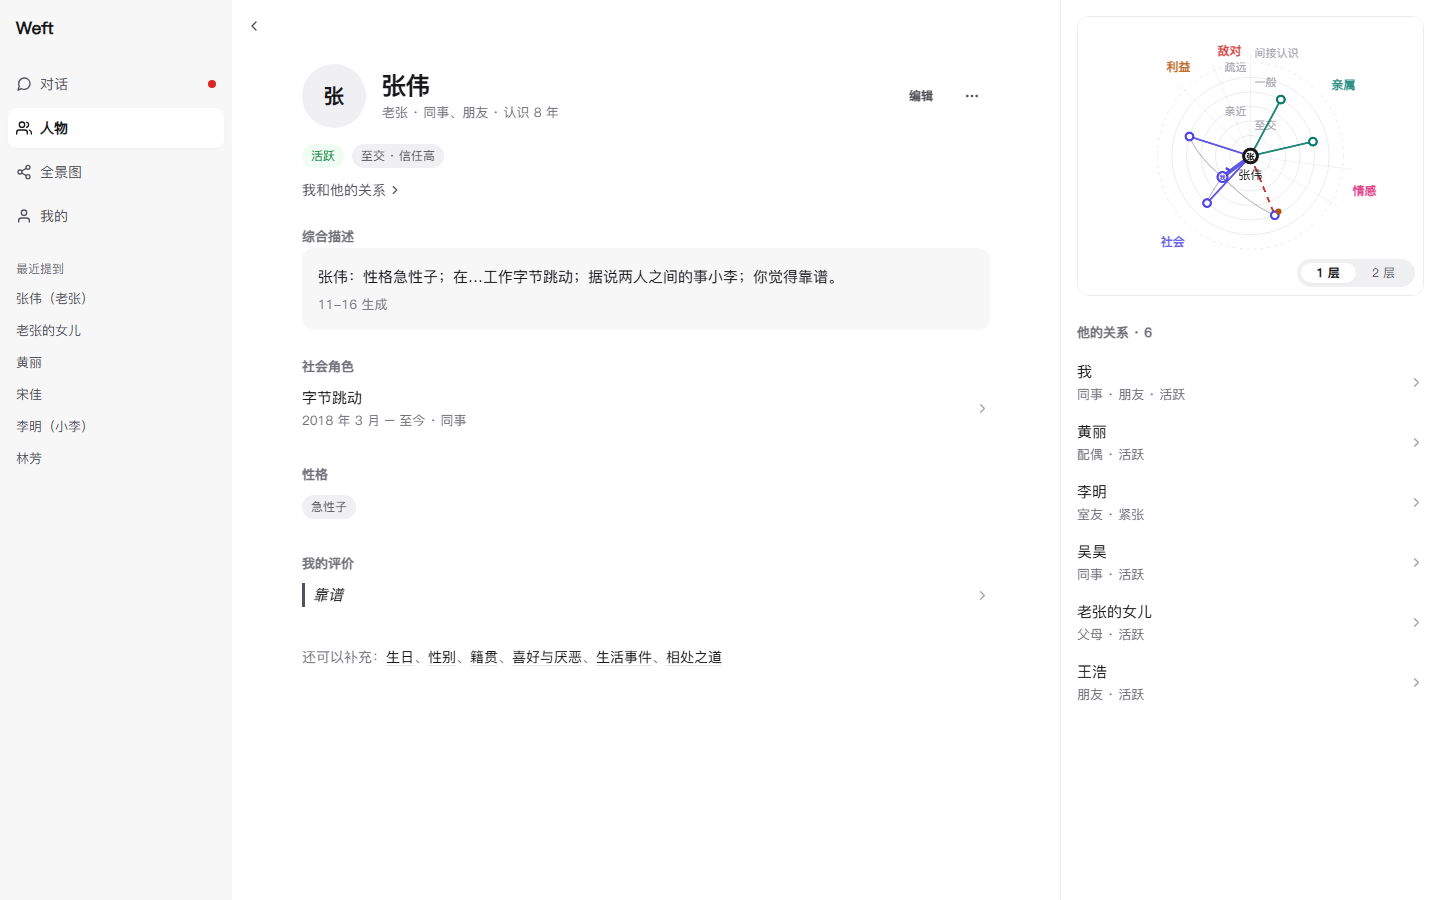 Weft
对话
人物
全景图
我的
最近提到
张伟（老张）
老张的女儿
黄丽
宋佳
李明（小李）
林芳
张
张伟
老张 · 同事、朋友 · 认识 8 年
编辑
活跃
至交 · 信任高
我和他的关系
综合描述
张伟：性格急性子；在…工作字节跳动；据说两人之间的事小李；你觉得靠谱。
11-16 生成
社会角色
字节跳动
2018 年 3 月 — 至今 · 同事
性格
急性子
我的评价
靠谱
还可以补充：生日、性别、籍贯、喜好与厌恶、生活事件、相处之道
敌对
间接认识
利益
疏远
一般
亲属
亲近
至交
张
张伟
情感
社会
1 层
2 层
他的关系 · 6
我
同事 · 朋友 · 活跃
黄丽
配偶 · 活跃
李明
室友 · 紧张
吴昊
同事 · 活跃
老张的女儿
父母 · 活跃
王浩
朋友 · 活跃